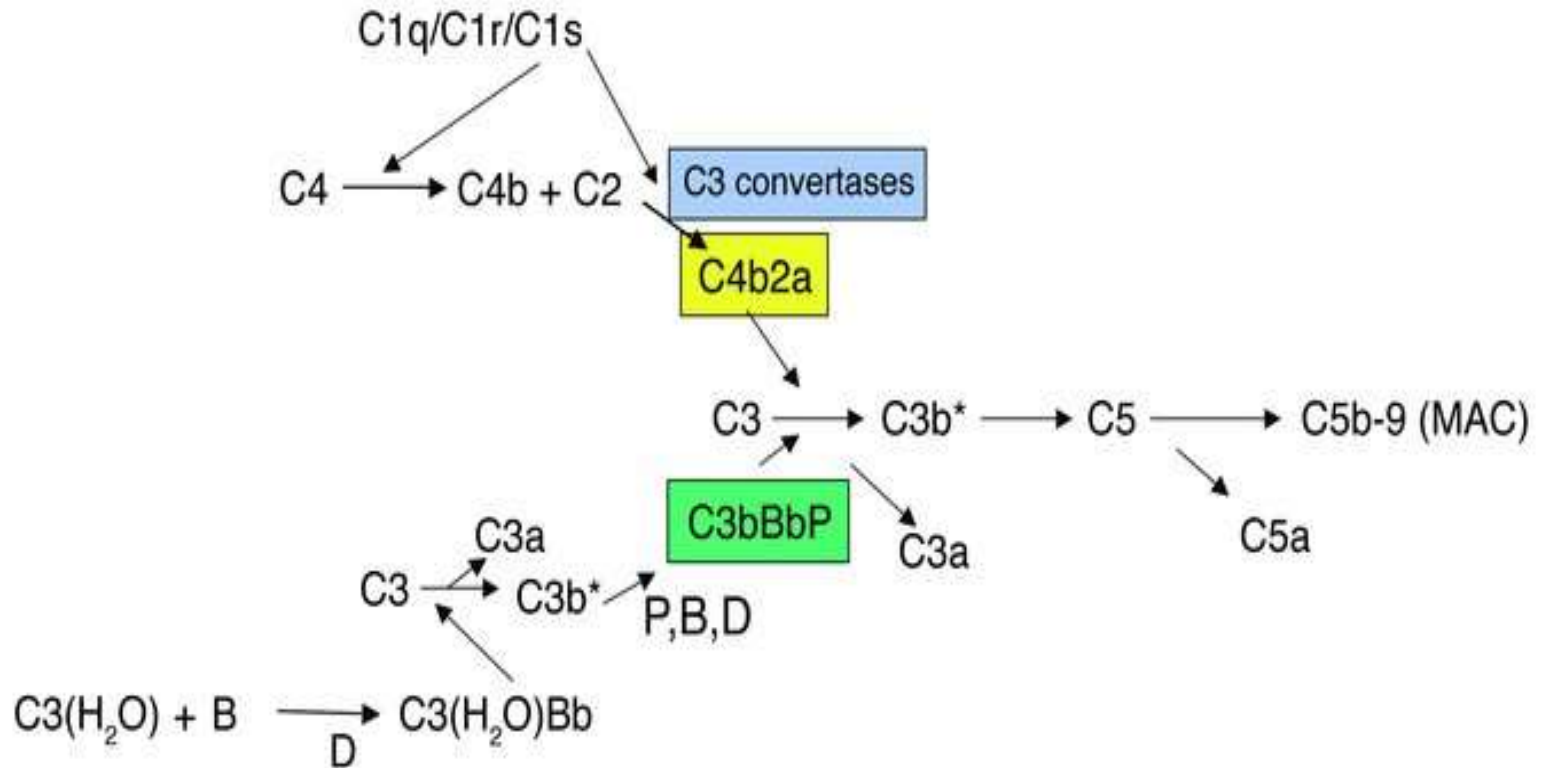 C1q/C1r/C1s
C4
C4b + C2
C3 convertases
C4b2a
C3
C3b*
C5
C5b-9 (MAC)
C3bBbP
C3a
C5a
C3a
C3
C3b*
P,B,D
C3(H₂O) + B
D
C3(H₂O)Bb